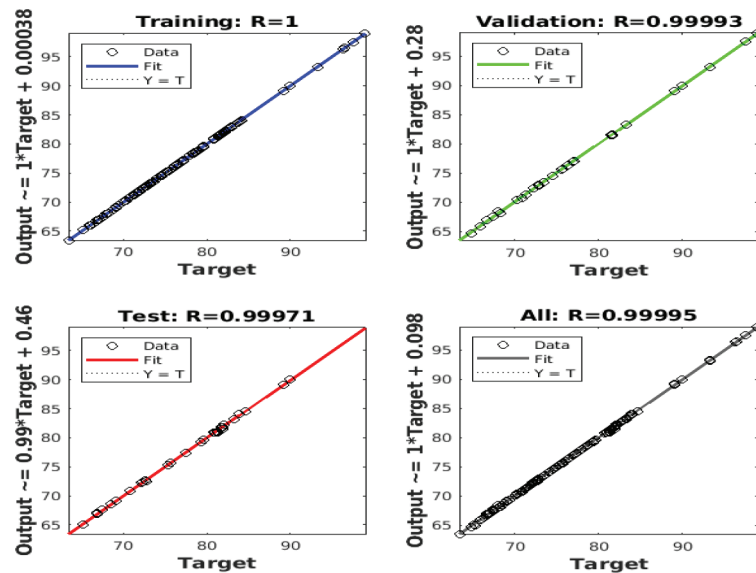 Training: R=1
Output ~= 1*Target + 0.00038
95
90
85
80
75
70
65
Data
Fit
Y = T
70
80
90
Target
Validation: R=0.99993
Output ~= 1*Target + 0.28
95
90
85
80
75
70
65
Data
Fit
Y = T
70
80
90
Target
Test: R=0.99971
Output ~= 0.99*Target + 0.46
95
90
85
80
75
70
65
Data
Fit
Y = T
70
80
90
Target
All: R=0.99995
Output ~= 1*Target + 0.098
95
90
85
80
75
70
65
Data
Fit
Y = T
70
80
90
Target